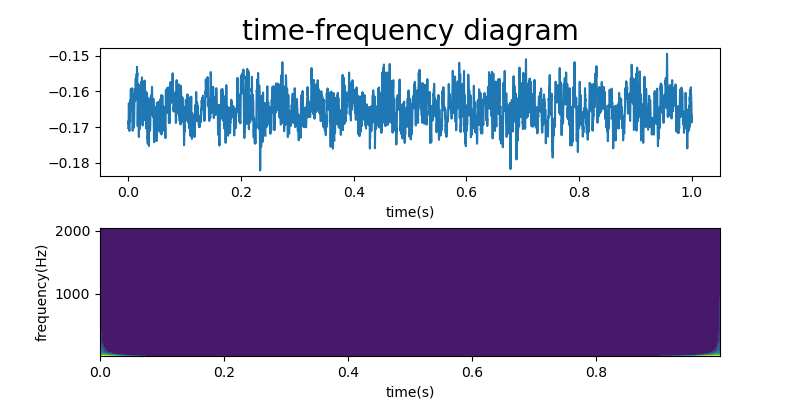 time-frequency diagram
−0.15
−0.16
−0.17
−0.18
0.0 0.2 0.4 0.6 0.8 1.0
time(s)
2000
1000
frequency(Hz)
0.0 0.2 0.4 0.6 0.8
time(s)